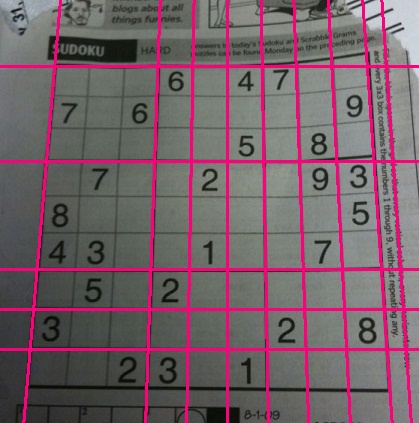 blogs about all
things funnies.
SUDOKU HARD
answers to today's Sudoku and Scrabble Grams
puzzles can be found Monday on the preceding page.
6 4 7
7 6 9
5 8
7 2 9 3
8 5
4 3 1 7
5 2
3 2 8
2 3 1
and every 3x3 box contains the numbers 1 through 9, without repeating any.
2
8-1-09